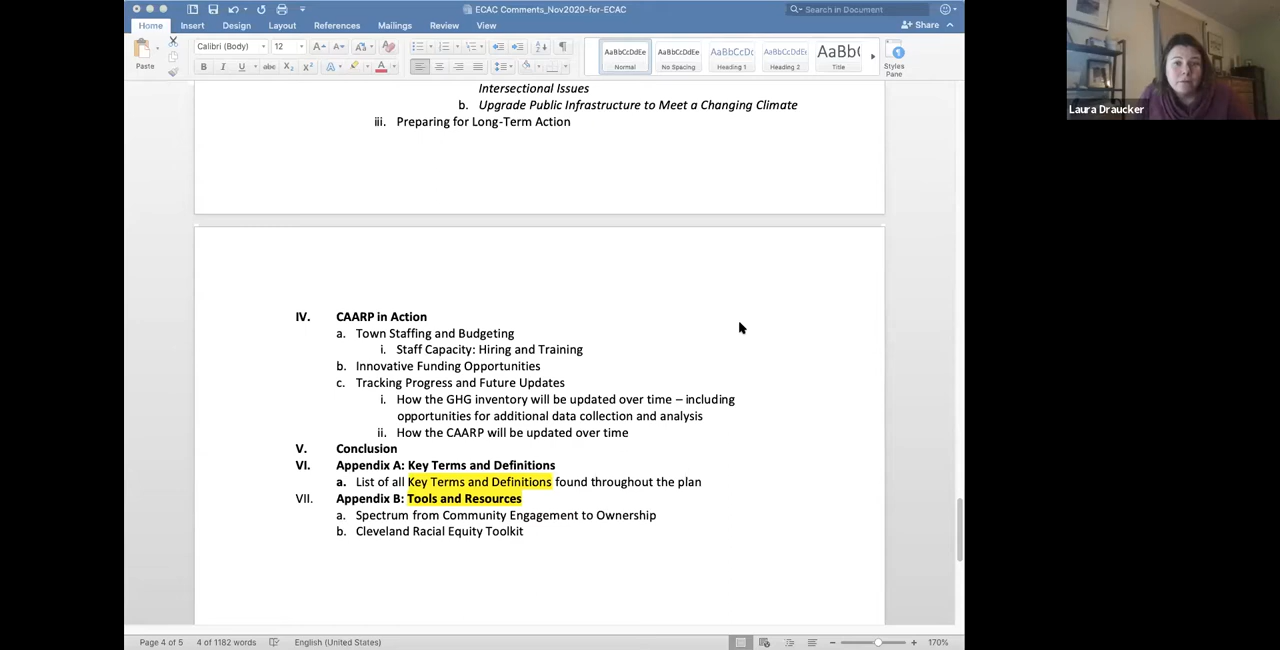 ECAC Comments_Nov2020-for-ECAC
Search in Document
Home Insert Design Layout References Mailings Review View
Share
Paste
Calibri (Body) 12
B I U abc X₂ X²
AaBbCcDdEe AaBbCcDdEe AaBbCcDc AaBbCcDdEe AaBb(
Normal No Spacing Heading 1 Heading 2 Title
Styles
Pane
Laura Draucker
Intersectional Issues
b. Upgrade Public Infrastructure to Meet a Changing Climate
iii. Preparing for Long-Term Action
IV. CAARP in Action
a. Town Staffing and Budgeting
i. Staff Capacity: Hiring and Training
b. Innovative Funding Opportunities
c. Tracking Progress and Future Updates
i. How the GHG inventory will be updated over time – including
opportunities for additional data collection and analysis
ii. How the CAARP will be updated over time
V. Conclusion
VI. Appendix A: Key Terms and Definitions
a. List of all Key Terms and Definitions found throughout the plan
VII. Appendix B: Tools and Resources
a. Spectrum from Community Engagement to Ownership
b. Cleveland Racial Equity Toolkit
Page 4 of 5 4 of 1182 words English (United States) 170%